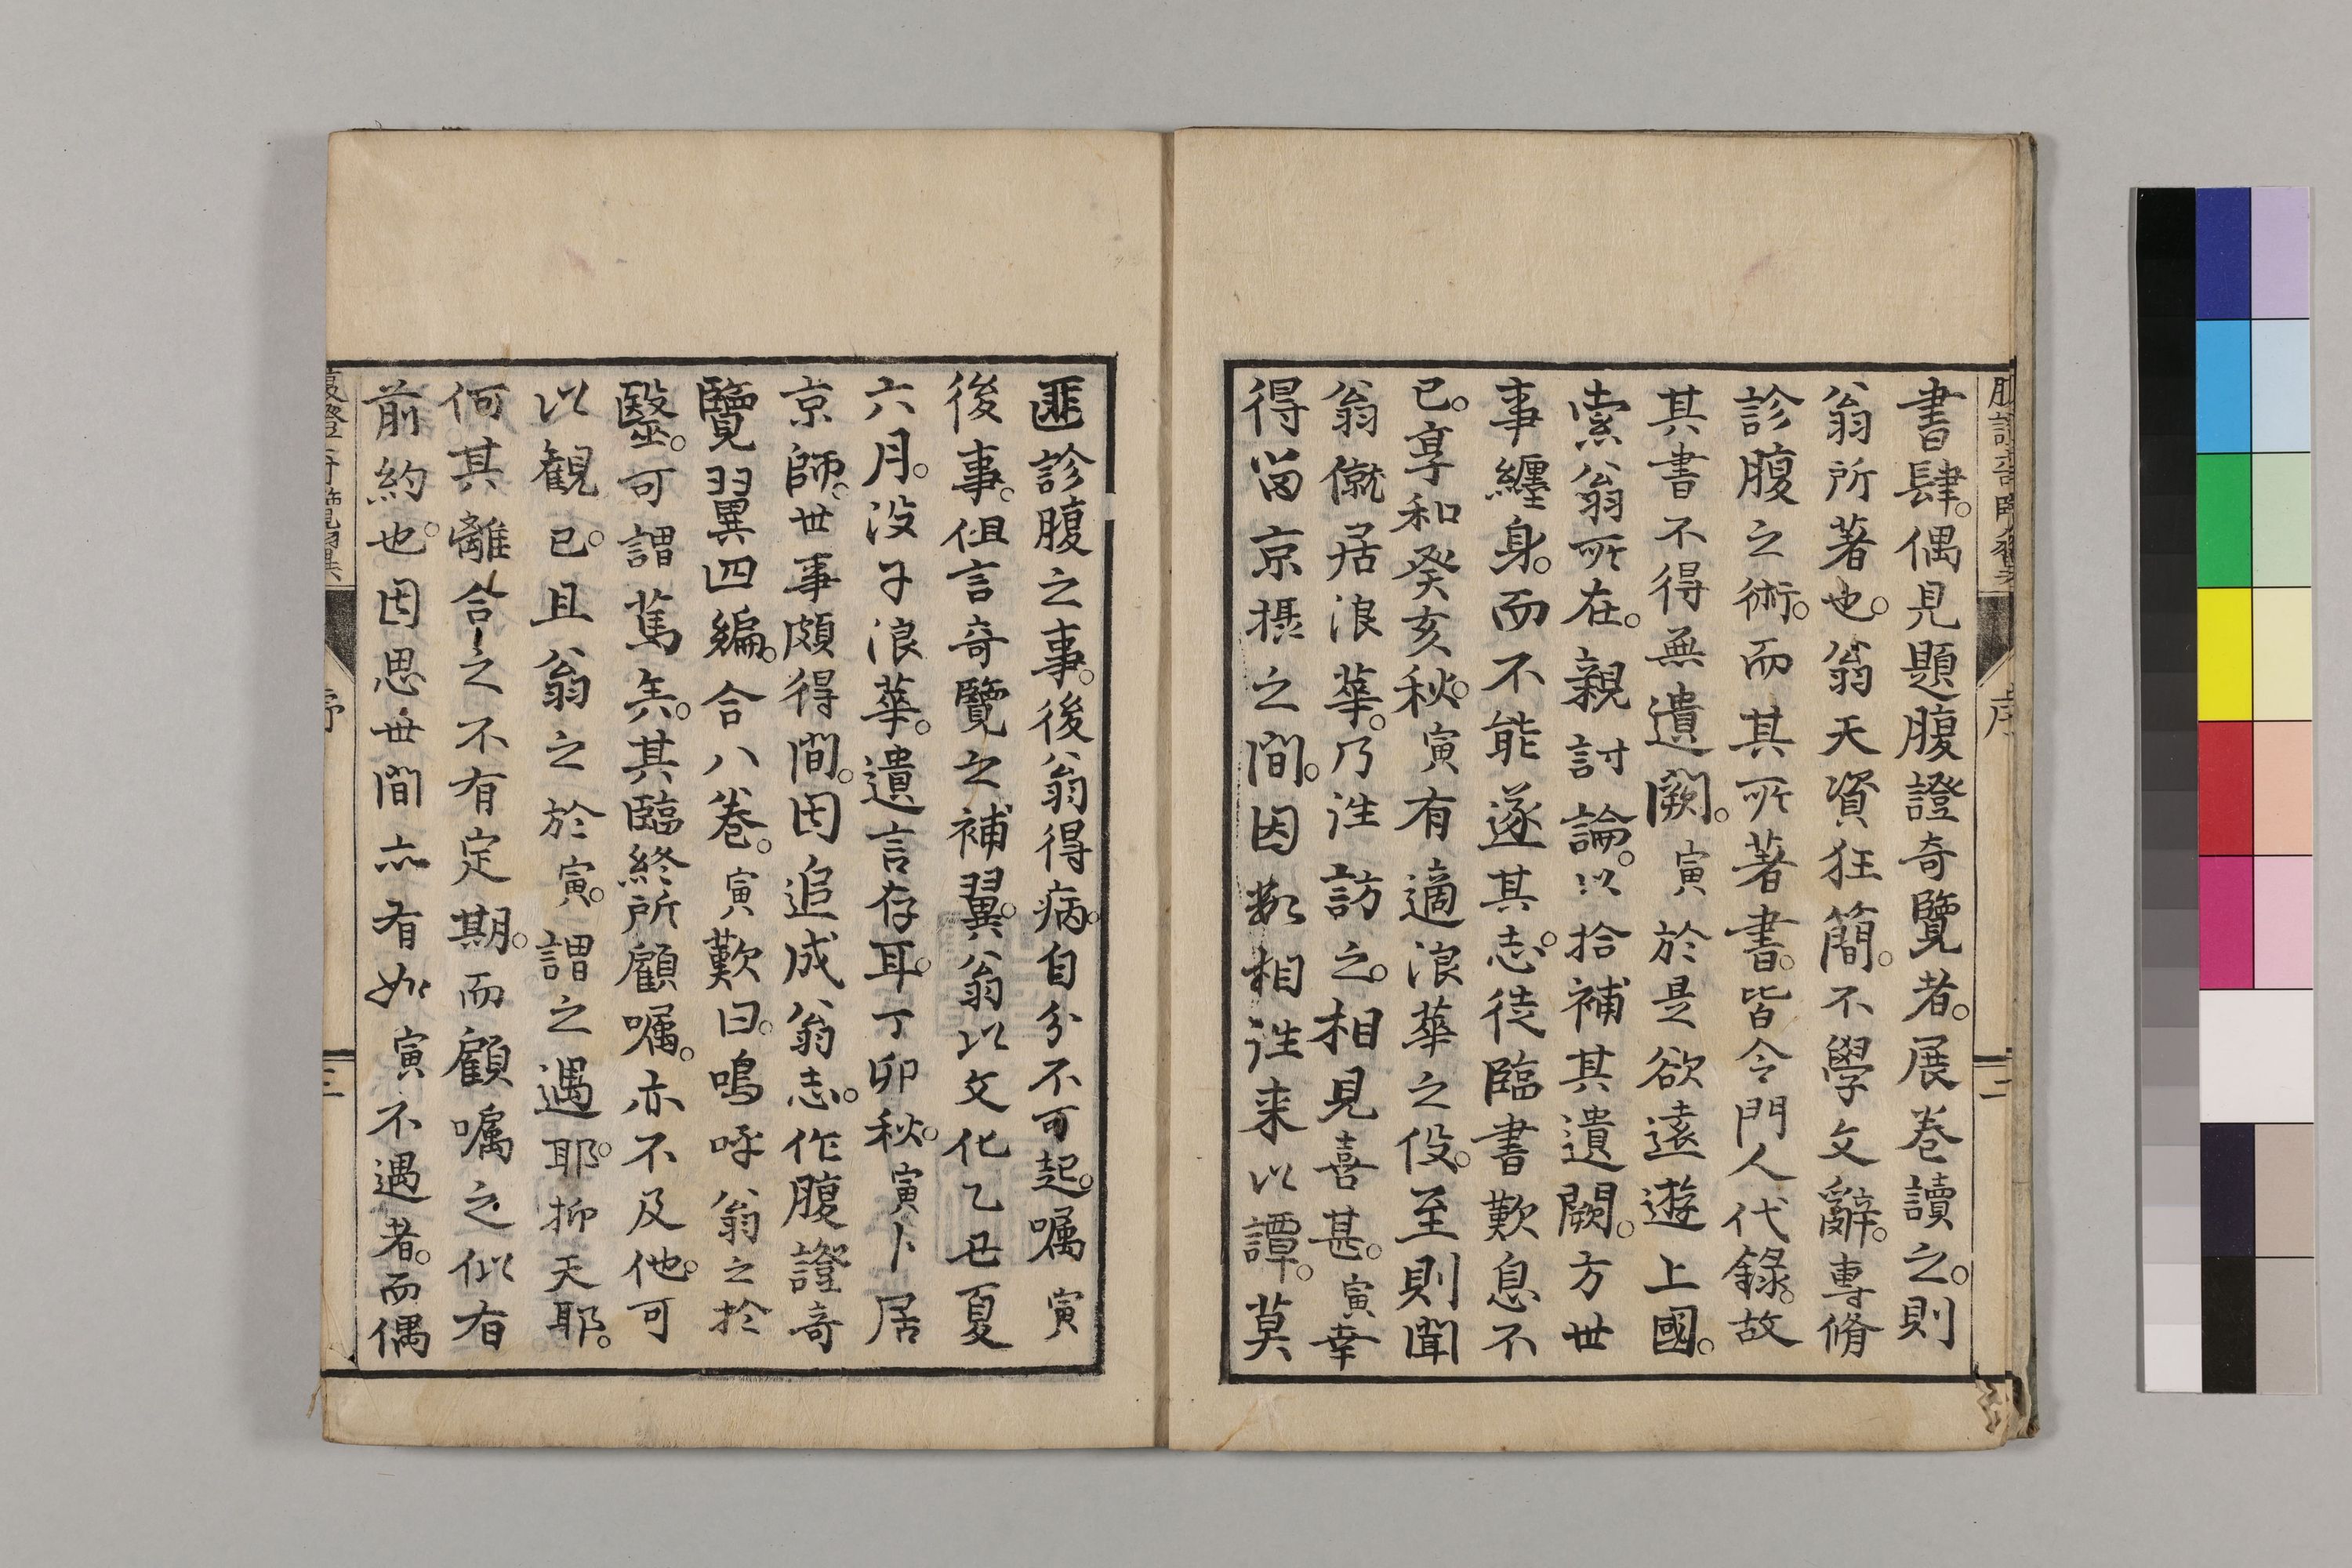 書肆。偶見題腹證奇覽者。展卷讀之。則
翁所著也。翁天資狂簡。不學文辭。專脩
診腹之術。而其所著書。皆令門人代錄。故
其書不得無遺闕。寅於是欲遠遊上國。
索翁所在。親討論。以拾補其遺闕。方世
事纏身。而不能遂其志。徒臨書歎息不
已。享和癸亥秋。寅有適浪華之役。至則聞
翁僦居浪華。乃往訪之。相見喜甚。寅幸
得留京摂之間。因數相往来以譚。莫
匪診腹之事。後翁得病。自分不可起。嘱寅
後事。但言奇覽之補翼。翁以文化乙丑夏
六月。沒于浪華。遺言存耳。丁卯秋。寅卜居
京師。世事頗得間。因追成翁志。作腹證奇
覽翼四編。合八卷。寅歎曰。嗚呼翁之於
醫。可謂篤矣。其臨終所顧嘱。亦不及他。可
以觀已。且翁之於寅。謂之遇耶。抑天耶。
何其離合之不有定期。而顧嘱之似有
前約也。因思世間亦有如寅不遇者。而偶
序
二
序
三